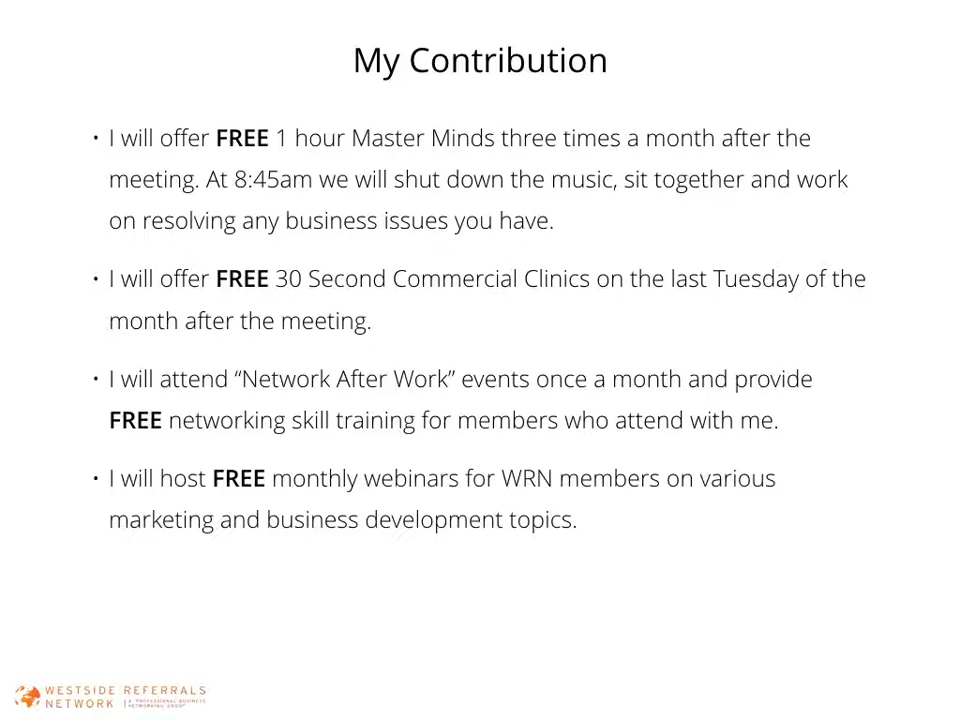 My Contribution
• I will offer FREE 1 hour Master Minds three times a month after the
meeting. At 8:45am we will shut down the music, sit together and work
on resolving any business issues you have.
• I will offer FREE 30 Second Commercial Clinics on the last Tuesday of the
month after the meeting.
• I will attend “Network After Work” events once a month and provide
FREE networking skill training for members who attend with me.
• I will host FREE monthly webinars for WRN members on various
marketing and business development topics.
WESTSIDE REFERRALS
NETWORK | A PROFESSIONAL BUSINESS
NETWORKING GROUP